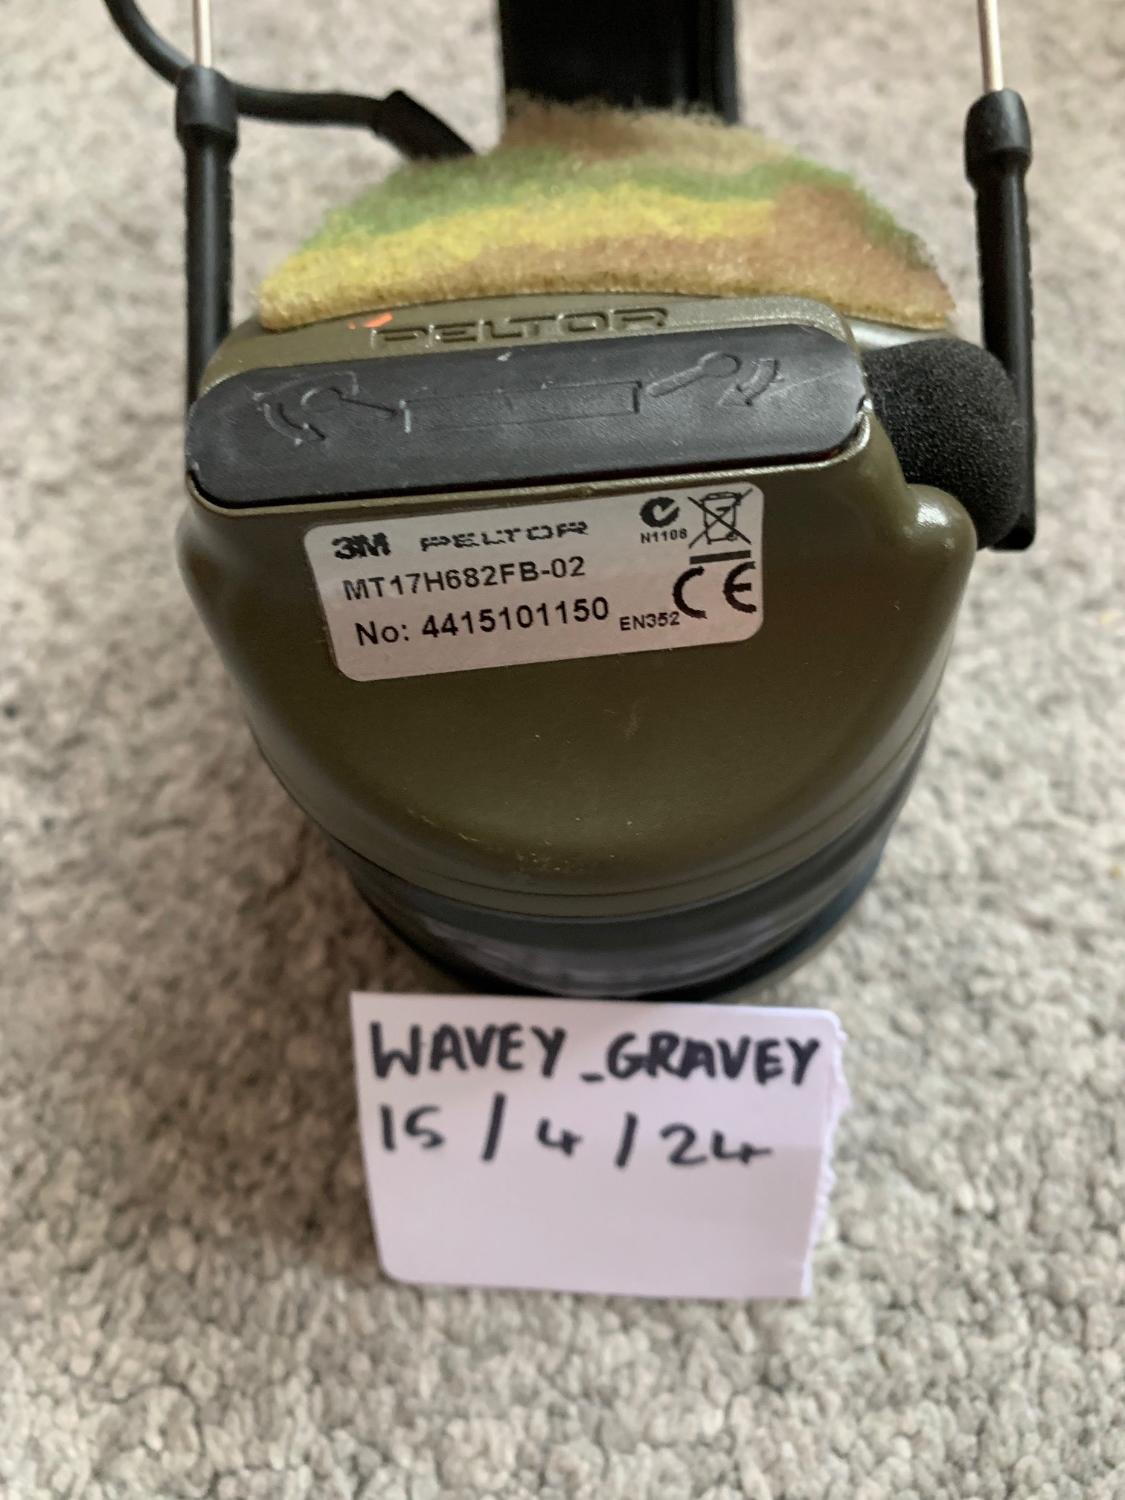 PELTOR
3M PELTOR
N1108
MT17H682FB-02
No: 4415101150
EN352
CE
WAVEY_GRAVEY
15/4/24